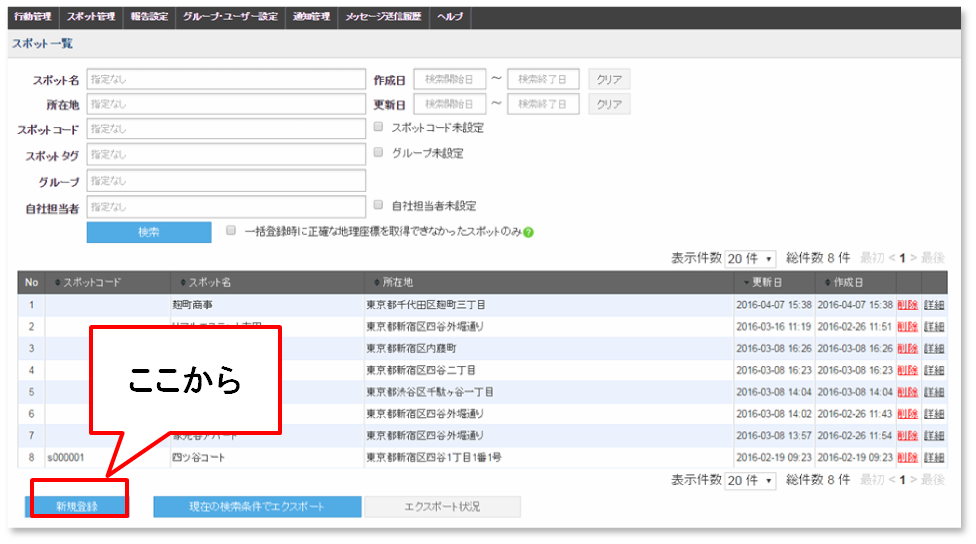 行動管理 スポット管理 報告設定 グループ・ユーザー設定 通知管理 メッセージ送信履歴 ヘルプ
スポット一覧
スポット名 指定なし 作成日 検索開始日 ～ 検索終了日 クリア
所在地 指定なし 更新日 検索開始日 ～ 検索終了日 クリア
スポットコード 指定なし スポットコード未設定
スポットタグ 指定なし グループ未設定
グループ 指定なし
自社担当者 指定なし 自社担当者未設定
検索 一括登録時に正確な地理座標を取得できなかったスポットのみ ?
表示件数 20 件 ▼ 総件数 8 件 最初 < 1 > 最後
No スポットコード スポット名 所在地 更新日 作成日
1 麹町商事 東京都千代田区麹町三丁目 2016-04-07 15:38 2016-04-07 15:38 削除 詳細
2 東京都新宿区四谷外堀通り 2016-03-16 11:19 2016-02-26 11:51 削除 詳細
3 東京都新宿区内藤町 2016-03-08 16:26 2016-03-08 16:26 削除 詳細
4 東京都新宿区四谷二丁目 2016-03-08 16:23 2016-03-08 16:23 削除 詳細
5 東京都渋谷区千駄ヶ谷一丁目 2016-03-08 14:04 2016-03-08 14:04 削除 詳細
6 東京都新宿区四谷外堀通り 2016-03-08 14:02 2016-02-26 11:43 削除 詳細
7 東京都新宿区四谷外堀通り 2016-03-08 13:57 2016-02-26 11:54 削除 詳細
8 s000001 四ツ谷コート 東京都新宿区四谷1丁目1番1号 2016-02-19 09:23 2016-02-19 09:23 削除 詳細
ここから
表示件数 20 件 ▼ 総件数 8 件 最初 < 1 > 最後
新規登録 現在の検索条件でエクスポート エクスポート状況